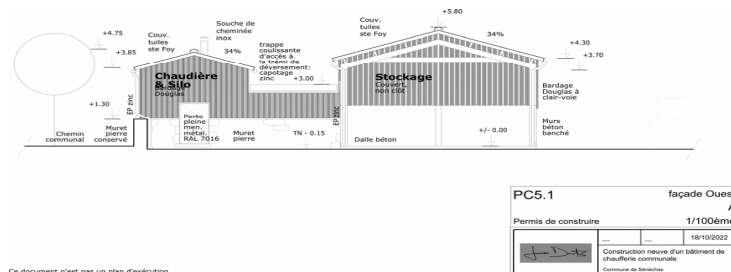 +5.80
+4.75
Couv.
tuiles
ste Foy
Souche de
cheminée
inox
Couv.
tuiles
ste Foy
34%
+3.85
34%
trappe
coulissante
d'accès à
la trémi de
déversement:
capotage
zinc
+3.00
+4.30
+3.70
Chaudière
& Silo
Bardage
Douglas
Stockage
Couvert,
non clôt
Bardage
Douglas à
clair-voie
+1.30
EP zinc
EP zinc
Porte
pleine
men.
métal.
RAL 7016
Chemin
communal
Muret
pierre
conservé
Muret
pierre
TN - 0.15
Dalle béton
+/- 0.00
Murs
béton
banché
PC5.1
façade Oues
A
Permis de construire
1/100ème
18/10/2022
Construction neuve d'un bâtiment de
chaufferie communale
Commune de Sénéchas
Ce document n'est pas un plan d'exécution